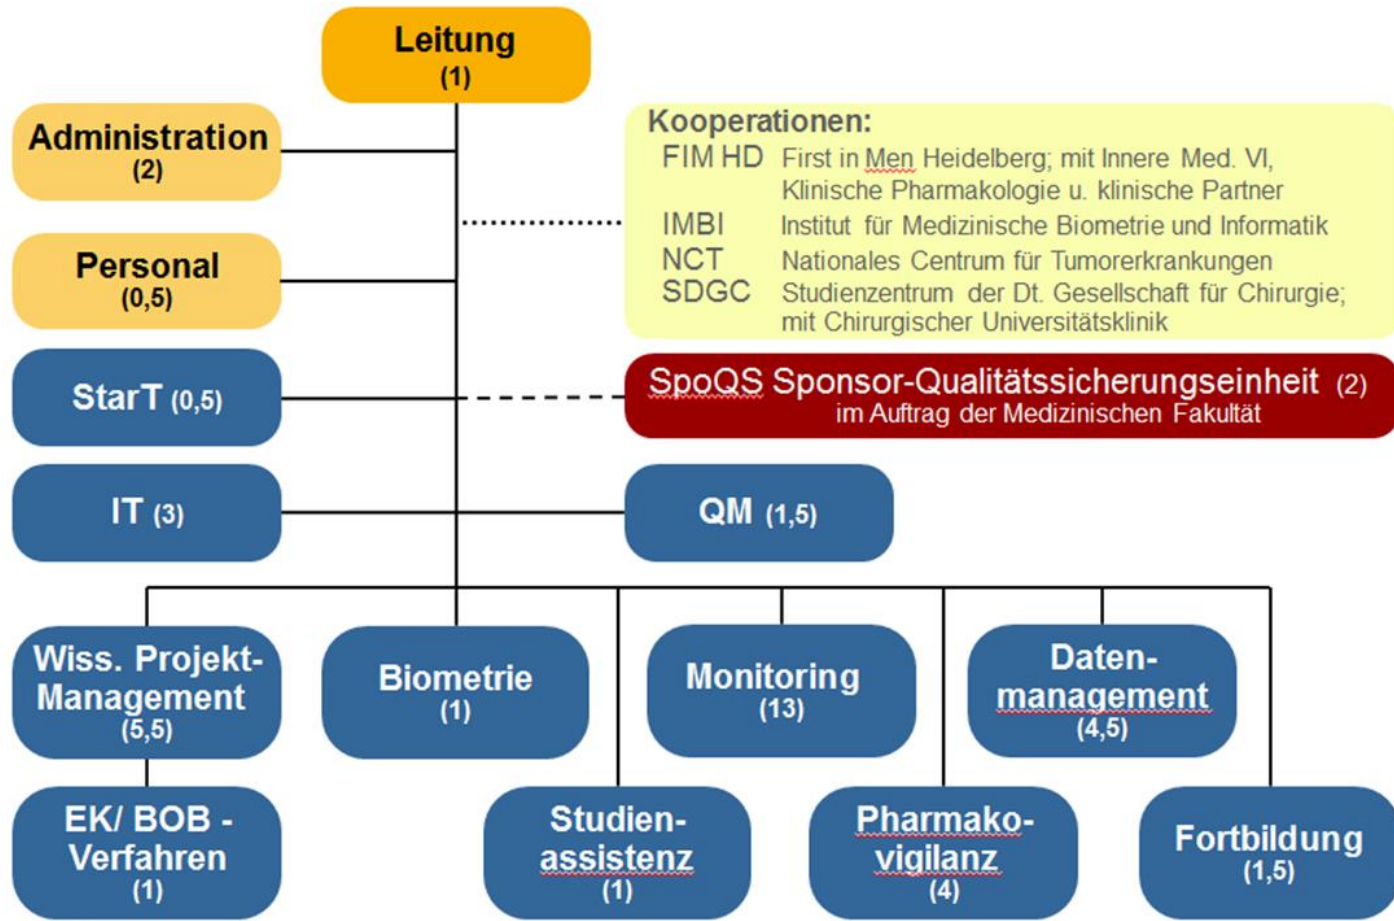 Leitung
(1)
Administration
(2)
Kooperationen:
FIM HD First in Men Heidelberg; mit Innere Med. VI,
Klinische Pharmakologie u. klinische Partner
IMBI Institut für Medizinische Biometrie und Informatik
NCT Nationales Centrum für Tumorerkrankungen
SDGC Studienzentrum der Dt. Gesellschaft für Chirurgie;
mit Chirurgischer Universitätsklinik
Personal
(0,5)
StarT (0,5)
SpoQS Sponsor-Qualitätssicherungseinheit (2)
im Auftrag der Medizinischen Fakultät
IT (3)
QM (1,5)
Wiss. Projekt-
Management
(5,5)
Biometrie
(1)
Monitoring
(13)
Daten-
management
(4,5)
EK/ BOB -
Verfahren
(1)
Studien-
assistenz
(1)
Pharmako-
vigilanz
(4)
Fortbildung
(1,5)